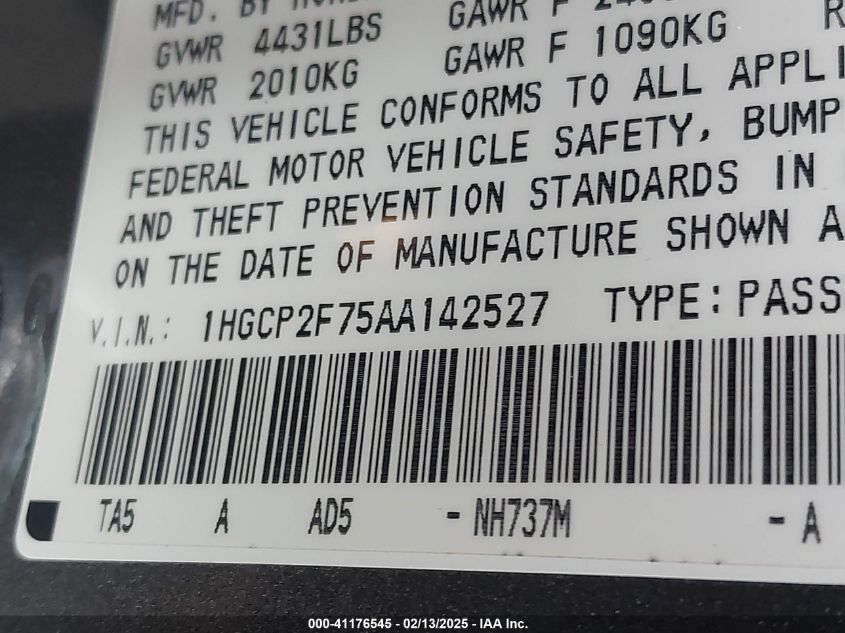 MFD. BY
GVWR 4431LBS GAWR F
GVWR 2010KG GAWR F 1090KG
THIS VEHICLE CONFORMS TO ALL APPLI
FEDERAL MOTOR VEHICLE SAFETY, BUMP
AND THEFT PREVENTION STANDARDS IN
ON THE DATE OF MANUFACTURE SHOWN A
V.I.N.: 1HGCP2F75AA142527 TYPE: PASS
TA5 A AD5 - NH737M - A
000-41176545 - 02/13/2025 - IAA Inc.